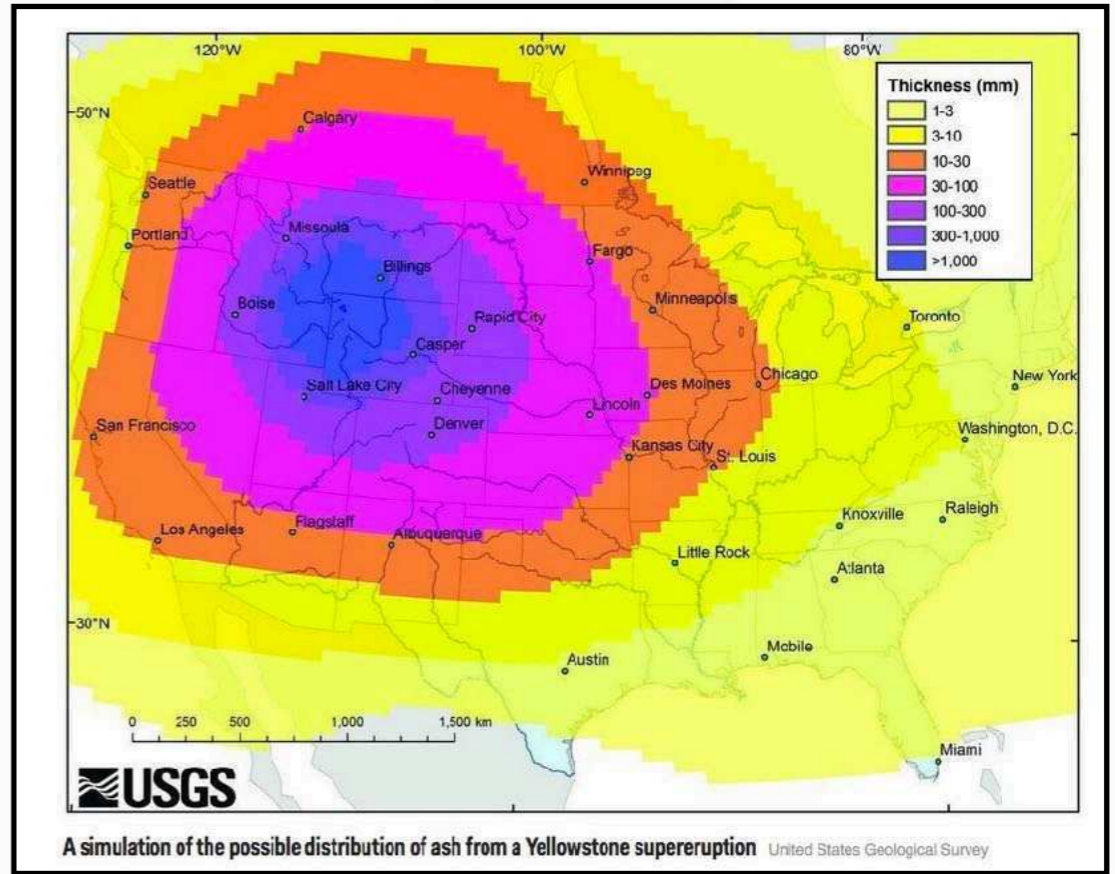 120°W
100°W
80°W
Thickness (mm)
1-3
3-10
10-30
30-100
100-300
300-1,000
>1,000
50°N
Calgary
Winnipeg
Seattle
Missoula
Portland
Fargo
Billings
Minneapolis
Boise
Rapid City
Toronto
Casper
Chicago
New York
Salt Lake City
Cheyenne
Des Moines
Lincoln
San Francisco
Denver
Washington, D.C.
Kansas City
St. Louis
Knoxville
Raleigh
Los Angeles
Flagstaff
Albuquerque
Little Rock
Atlanta
30°N
Mobile
Austin
0 250 500 1,000 1,500 km
Miami
USGS
A simulation of the possible distribution of ash from a Yellowstone supereruption United States Geological Survey